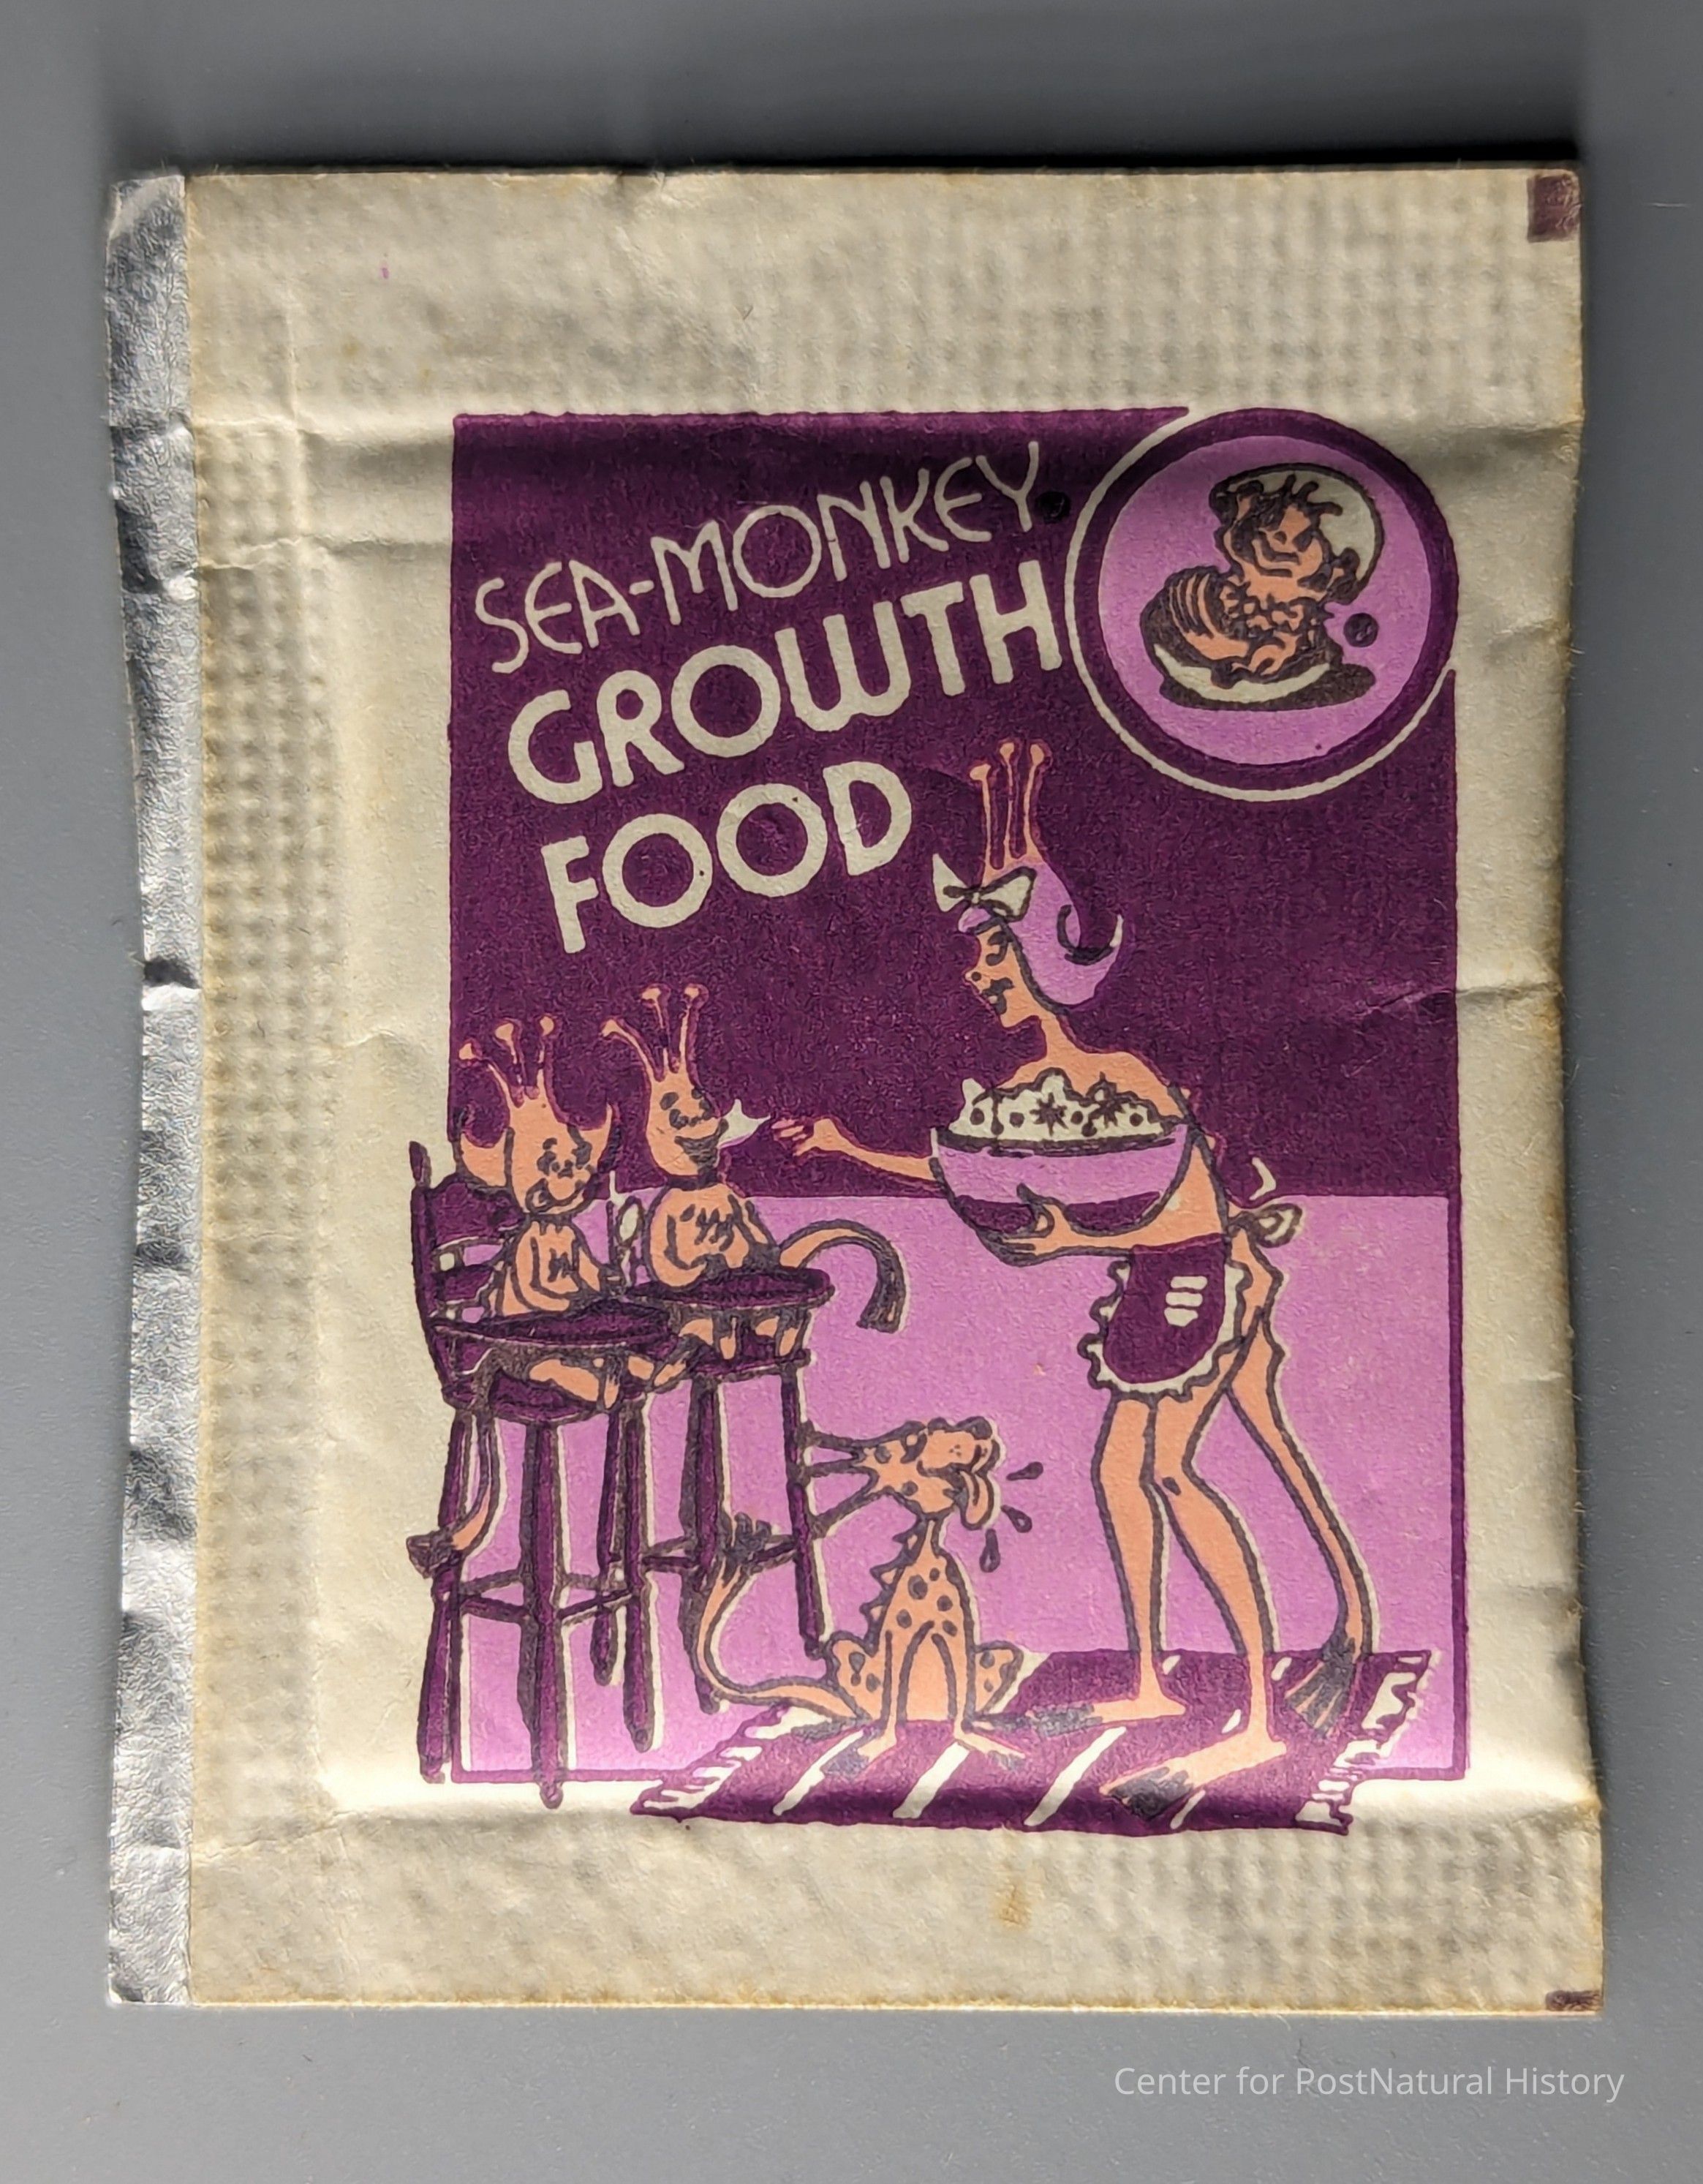 SEA-MONKEY
GROWTH
FOOD
Center for PostNatural History